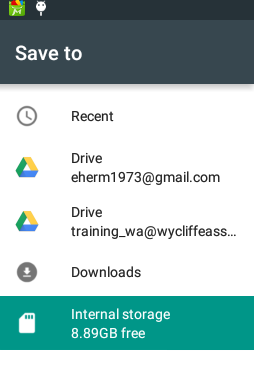 Save to
Recent
Drive
eherm1973@gmail.com
Drive
training_wa@wycliffeass...
Downloads
Internal storage
8.89GB free